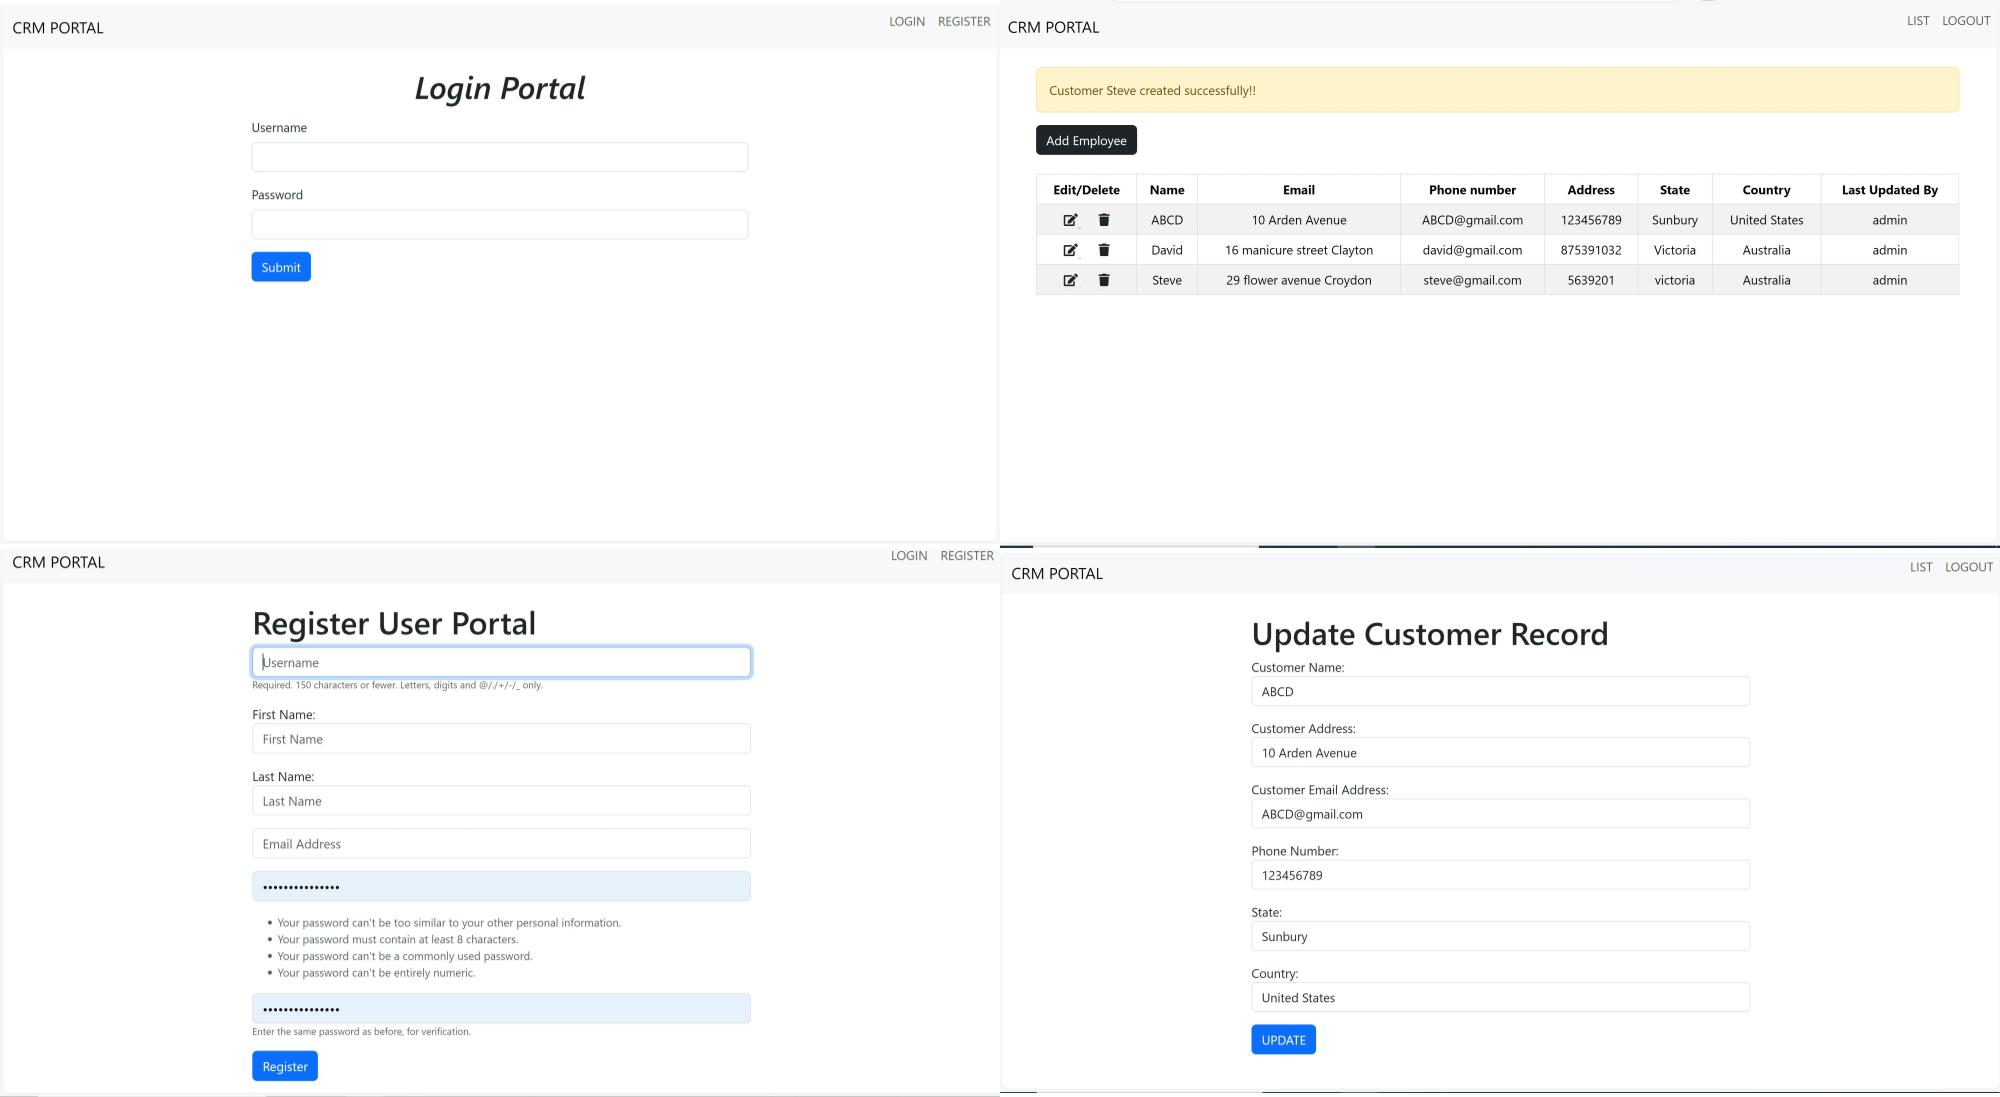 CRM PORTAL
LOGIN REGISTER
Login Portal
Username
Password
Submit
CRM PORTAL
LIST LOGOUT
Customer Steve created successfully!!
Add Employee
Edit/Delete Name Email Phone number Address State Country Last Updated By
ABCD 10 Arden Avenue ABCD@gmail.com 123456789 Sunbury United States admin
David 16 manicure street Clayton david@gmail.com 875391032 Victoria Australia admin
Steve 29 flower avenue Croydon steve@gmail.com 5639201 victoria Australia admin
CRM PORTAL
LOGIN REGISTER
Register User Portal
Username
Required. 150 characters or fewer. Letters, digits and @/./+/-/_ only.
First Name:
First Name
Last Name:
Last Name
Email Address
•••••••••••••••
• Your password can't be too similar to your other personal information.
• Your password must contain at least 8 characters.
• Your password can't be a commonly used password.
• Your password can't be entirely numeric.
•••••••••••••••
Enter the same password as before, for verification.
Register
CRM PORTAL
LIST LOGOUT
Update Customer Record
Customer Name:
ABCD
Customer Address:
10 Arden Avenue
Customer Email Address:
ABCD@gmail.com
Phone Number:
123456789
State:
Sunbury
Country:
United States
UPDATE